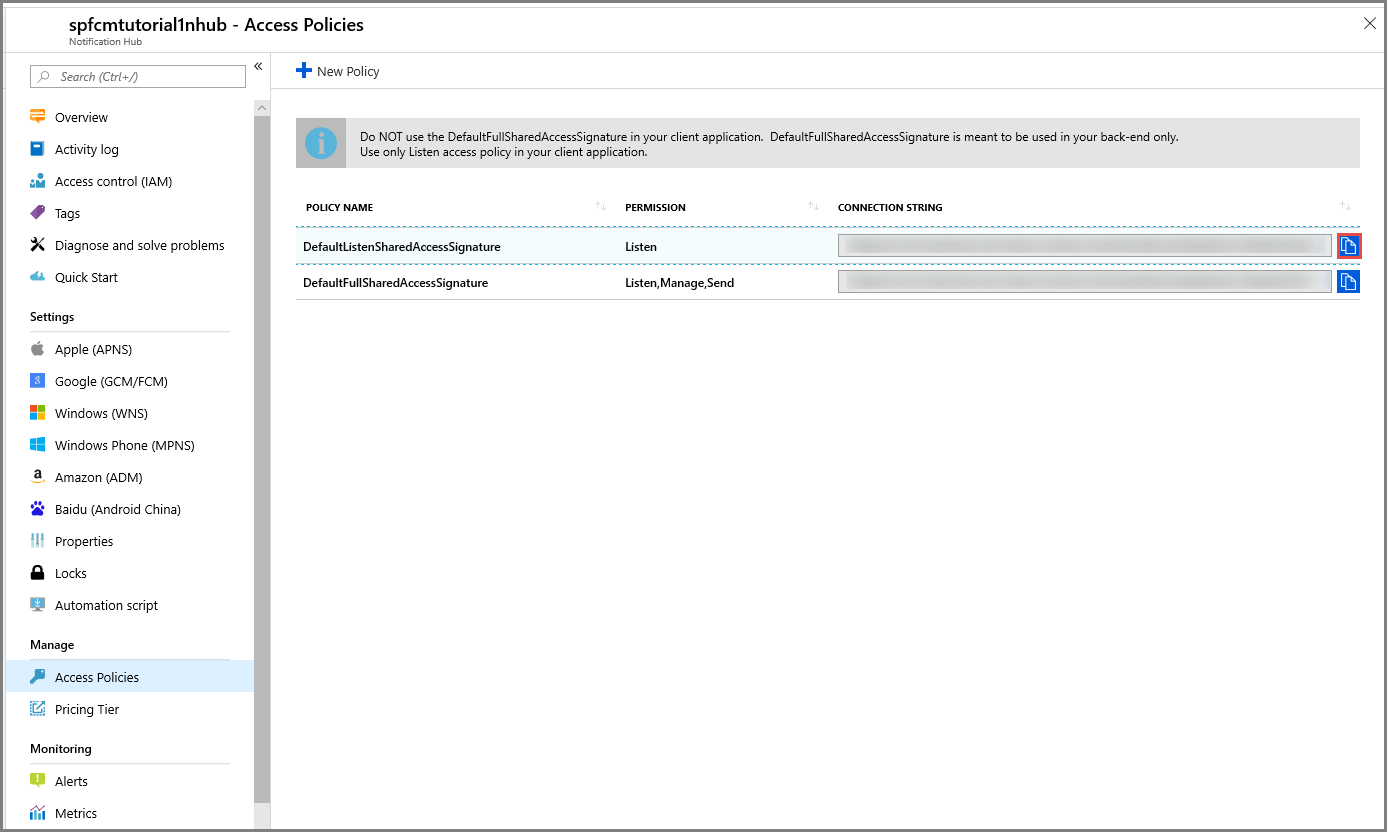 spfcmtutorial1nhub - Access Policies
Notification Hub
Search (Ctrl+/)
«
Overview
Activity log
Access control (IAM)
Tags
Diagnose and solve problems
Quick Start
Settings
Apple (APNS)
Google (GCM/FCM)
Windows (WNS)
Windows Phone (MPNS)
Amazon (ADM)
Baidu (Android China)
Properties
Locks
Automation script
Manage
Access Policies
Pricing Tier
Monitoring
Alerts
Metrics
New Policy
Do NOT use the DefaultFullSharedAccessSignature in your client application.  DefaultFullSharedAccessSignature is meant to be used in your back-end only.
Use only Listen access policy in your client application.
POLICY NAME PERMISSION CONNECTION STRING
DefaultListenSharedAccessSignature Listen
DefaultFullSharedAccessSignature Listen,Manage,Send